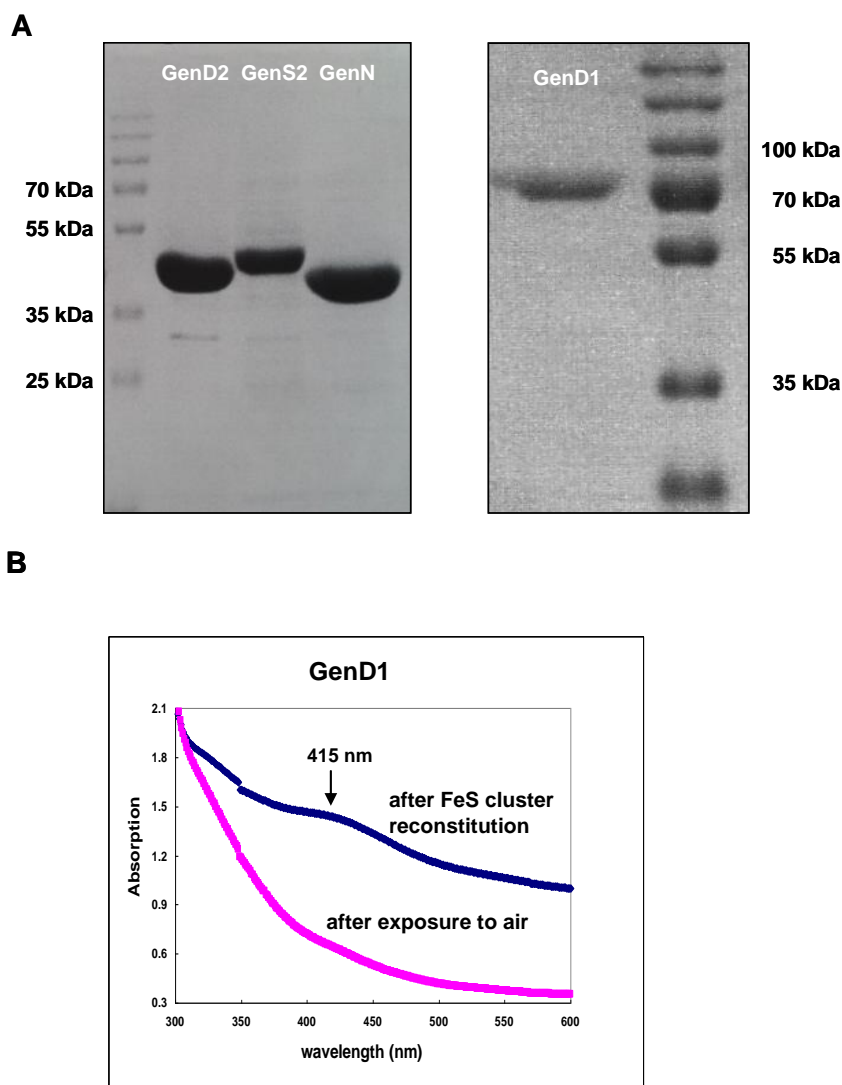 A
GenD2 GenS2 GenN
70 kDa
55 kDa
35 kDa
25 kDa
GenD1
100 kDa
70 kDa
55 kDa
35 kDa
B
GenD1
2.1
1.8
1.5
1.2
0.9
0.6
0.3
Absorption
415 nm
after FeS cluster
reconstitution
after exposure to air
300 350 400 450 500 550 600
wavelength (nm)